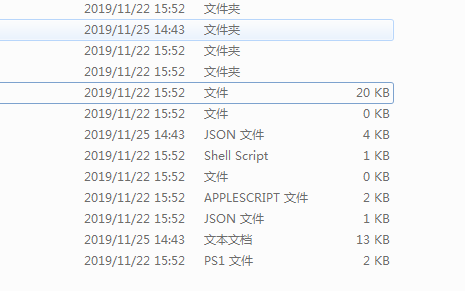 2019/11/22 15:52 文件夹
2019/11/25 14:43 文件夹
2019/11/22 15:52 文件夹
2019/11/22 15:52 文件夹
2019/11/22 15:52 文件 20 KB
2019/11/22 15:52 文件 0 KB
2019/11/25 14:43 JSON 文件 4 KB
2019/11/22 15:52 Shell Script 1 KB
2019/11/22 15:52 文件 0 KB
2019/11/22 15:52 APPLESCRIPT 文件 2 KB
2019/11/22 15:52 JSON 文件 1 KB
2019/11/25 14:43 文本文档 13 KB
2019/11/22 15:52 PS1 文件 2 KB